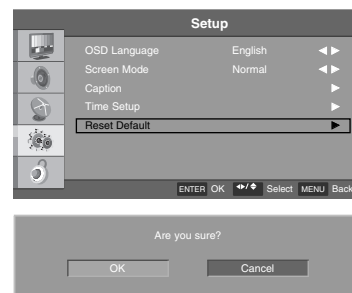 Setup
OSD Language English
Screen Mode Normal
Caption
Time Setup
Reset Default
ENTER OK Select MENU Back
Are you sure?
OK Cancel